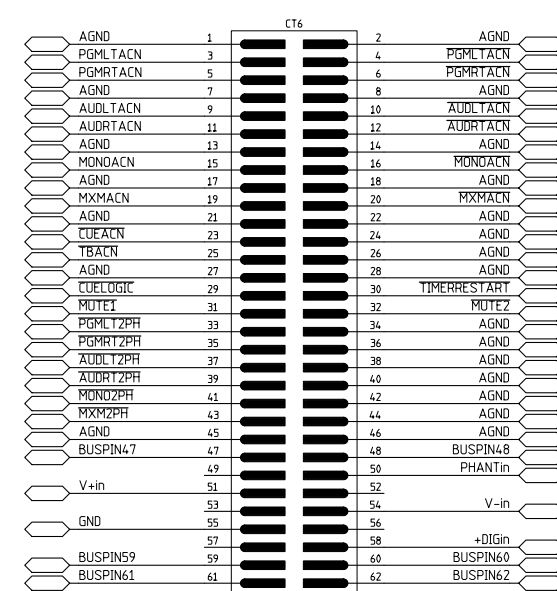 CT6
AGND 1 2 AGND
PGMLTACN 3 4 PGMLTACN
PGMRTACN 5 6 PGMRTACN
AGND 7 8 AGND
AUDLTACN 9 10 AUDLTACN
AUDRTACN 11 12 AUDRTACN
AGND 13 14 AGND
MONOACN 15 16 MONOACN
AGND 17 18 AGND
MXMACN 19 20 MXMACN
AGND 21 22 AGND
CUEACN 23 24 AGND
TBACN 25 26 AGND
AGND 27 28 AGND
CUELOGIC 29 30 TIMERRESTART
MUTE1 31 32 MUTE2
PGMLT2PH 33 34 AGND
PGMRT2PH 35 36 AGND
AUDLT2PH 37 38 AGND
AUDRT2PH 39 40 AGND
MONO2PH 41 42 AGND
MXM2PH 43 44 AGND
AGND 45 46 AGND
BUSPIN47 47 48 BUSPIN48
49 50 PHANTin
V+in 51 52
53 54 V-in
GND 55 56
57 58 +DIGin
BUSPIN59 59 60 BUSPIN60
BUSPIN61 61 62 BUSPIN62